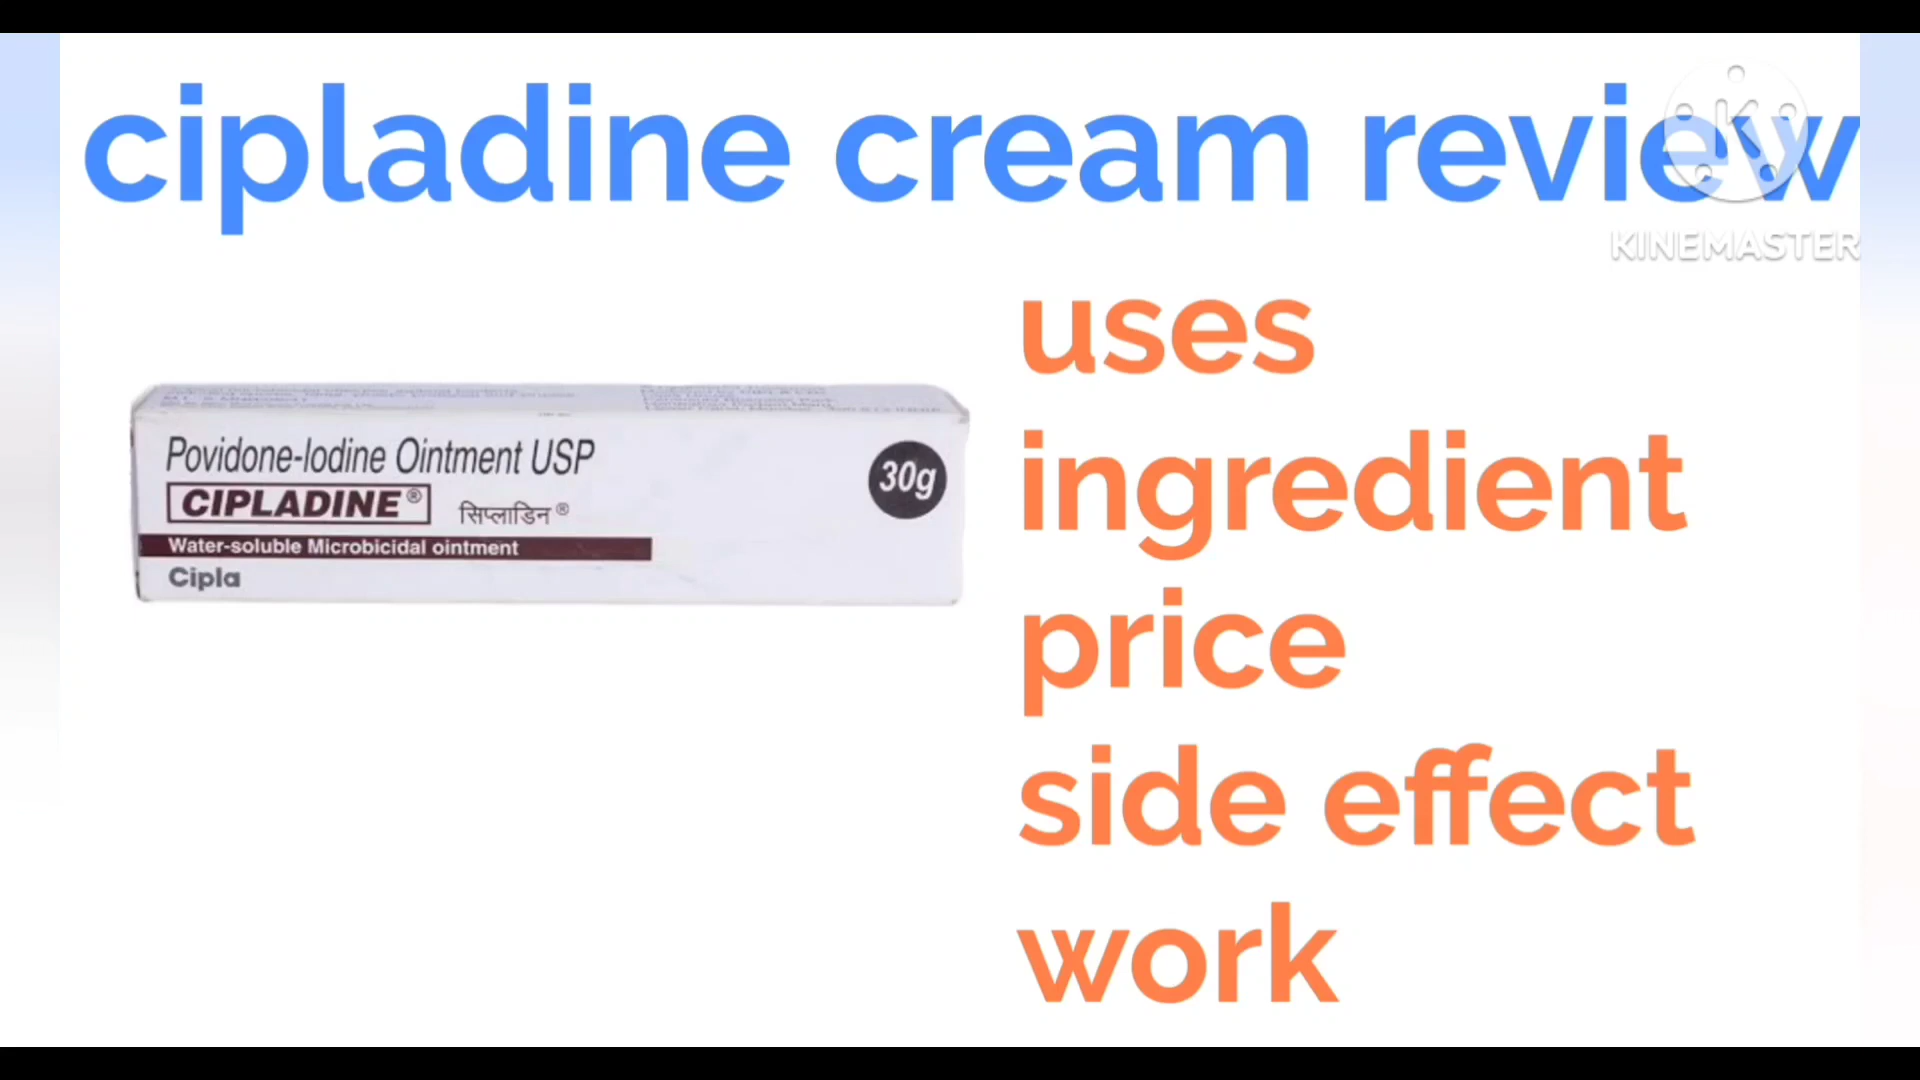 cipladine cream review
KINEMASTER
uses
ingredient
price
side effect
work
Povidone-Iodine Ointment USP
30g
CIPLADINE® सिप्लाडिन®
Water-soluble Microbicidal ointment
Cipla